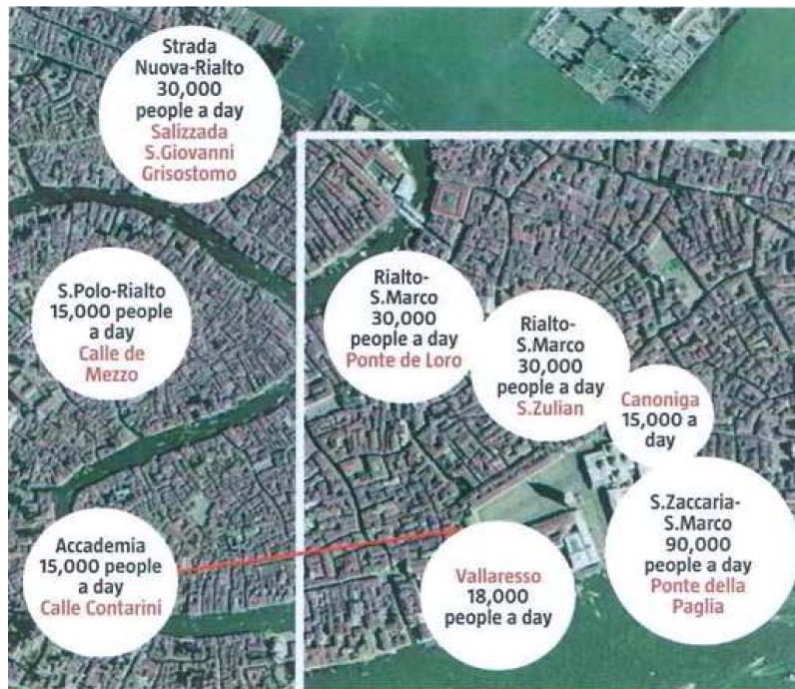 Strada
Nuova-Rialto
30,000
people a day
Salizzada
S.Giovanni
Grisostomo
S.Polo-Rialto
15,000 people
a day
Calle de
Mezzo
Rialto-
S.Marco
30,000
people a day
Ponte de Loro
Rialto-
S.Marco
30,000
people a day
S.Zulian
Canoniga
15,000 a
day
S.Zaccaria-
S.Marco
90,000
people a day
Ponte della
Paglia
Accademia
15,000 people
a day
Calle Contarini
Vallaresso
18,000
people a day